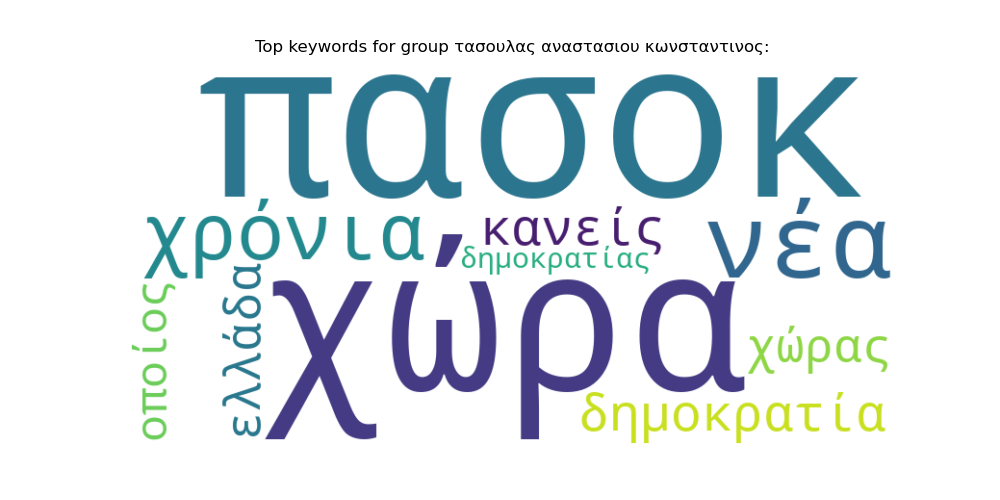 Top keywords for group τασουλας αναστασιου κωνσταντινος:
πασοκ
χρόνια
κανείς
νέα
δημοκρατίας
οποίος
ελλάδα
χώρα
χώρας
δημοκρατία